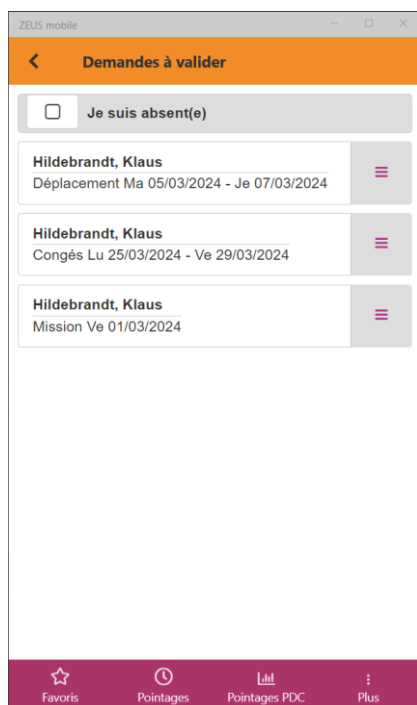 ZEUS mobile
Demandes à valider
Je suis absent(e)
Hildebrandt, Klaus
Déplacement Ma 05/03/2024 - Je 07/03/2024
Hildebrandt, Klaus
Congés Lu 25/03/2024 - Ve 29/03/2024
Hildebrandt, Klaus
Mission Ve 01/03/2024
Favoris Pointages Pointages PDC Plus